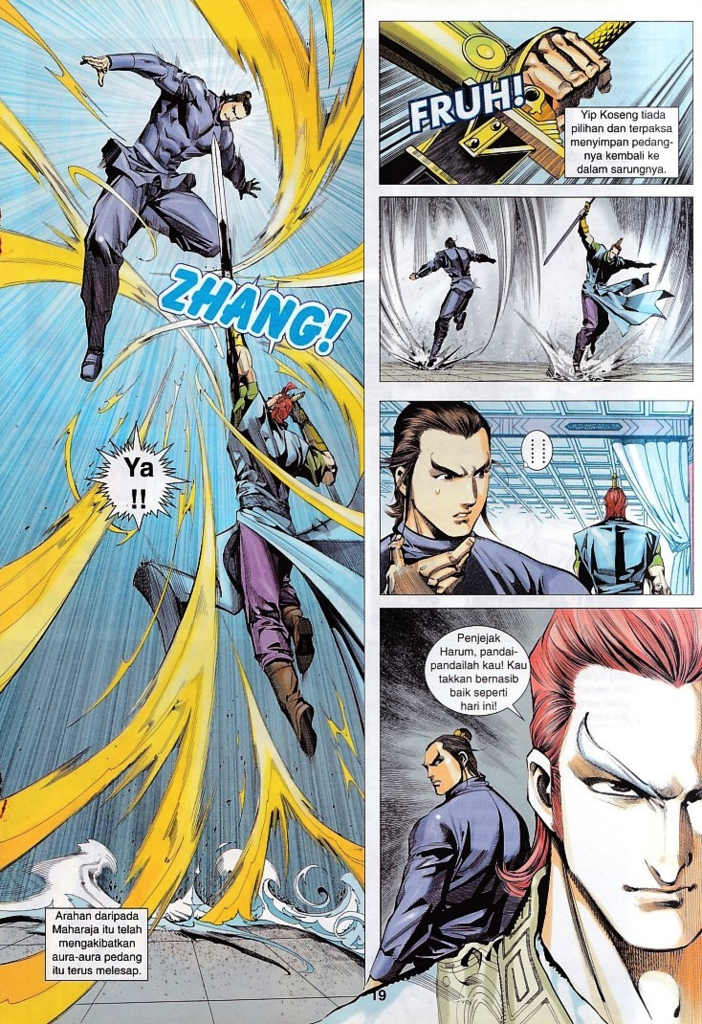 ZHANG!
Ya
!!
Arahan daripada
Maharaja itu telah
mengakibatkan
aura-aura pedang
itu terus melesap.
FRUH!
Yip Koseng tiada
pilihan dan terpaksa
menyimpan pedang-
nya kembali ke
dalam sarungnya.
Penjejak
Harum, pandai-
pandailah kau! Kau
takkan bernasib
baik seperti
hari ini!
19